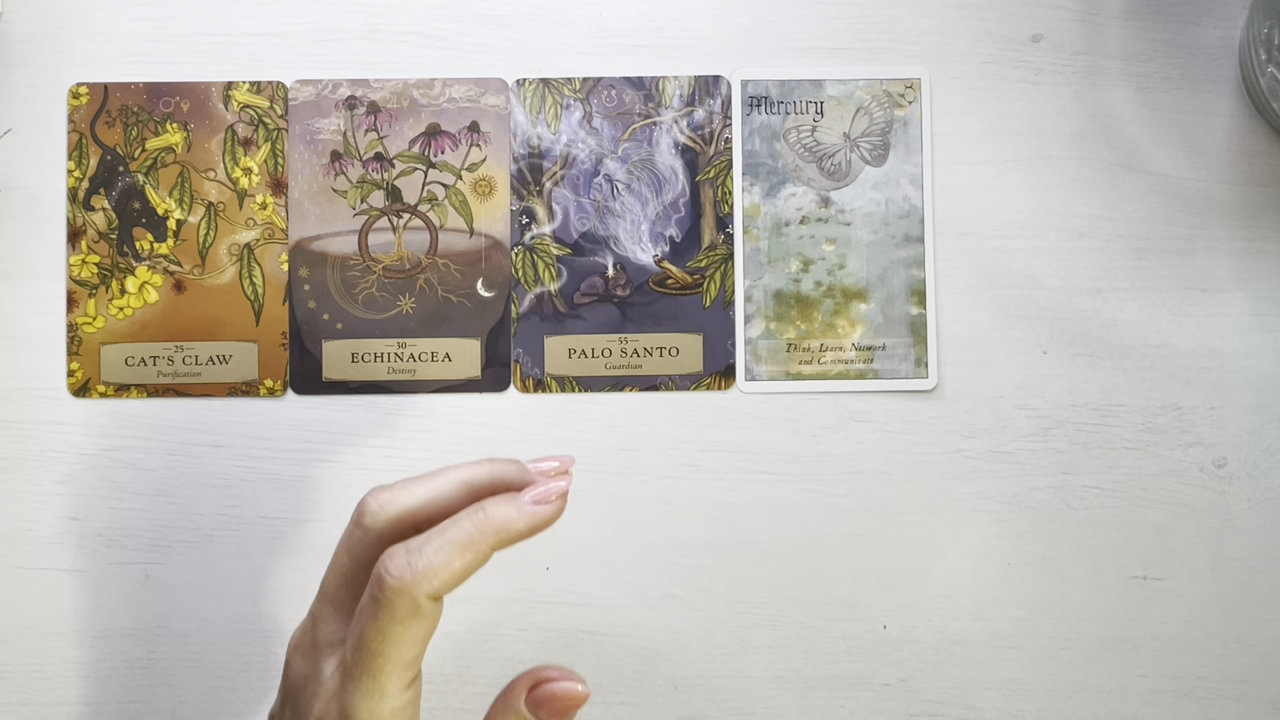 — 25 —
CAT'S CLAW
Purification
— 30 —
ECHINACEA
Destiny
— 55 —
PALO SANTO
Guardian
Mercury
Think, Learn, Network
and Communicate